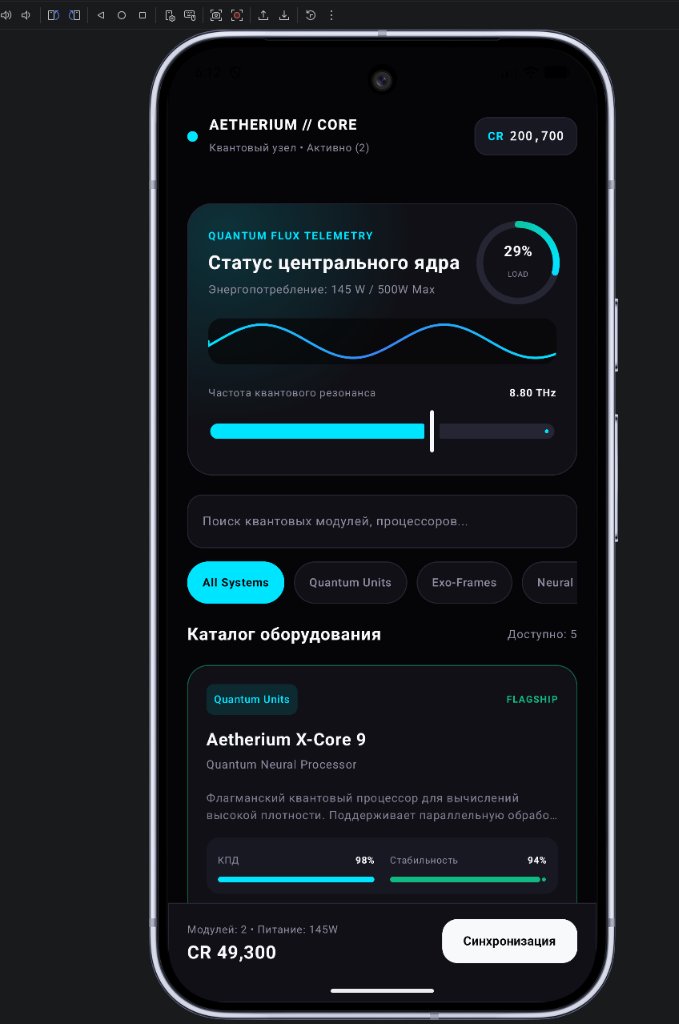 6:12
AETHERIUM // CORE
Квантовый узел • Активно (2)
CR 200,700
QUANTUM FLUX TELEMETRY
Статус центрального ядра
Энергопотребление: 145 W / 500W Max
29%
LOAD
Частота квантового резонанса
8.80 THz
Поиск квантовых модулей, процессоров...
All Systems
Quantum Units
Exo-Frames
Neural
Каталог оборудования
Доступно: 5
Quantum Units
FLAGSHIP
Aetherium X-Core 9
Quantum Neural Processor
Флагманский квантовый процессор для вычислений
высокой плотности. Поддерживает параллельную обрабо…
КПД
98%
Стабильность
94%
Модулей: 2 • Питание: 145W
CR 49,300
Синхронизация